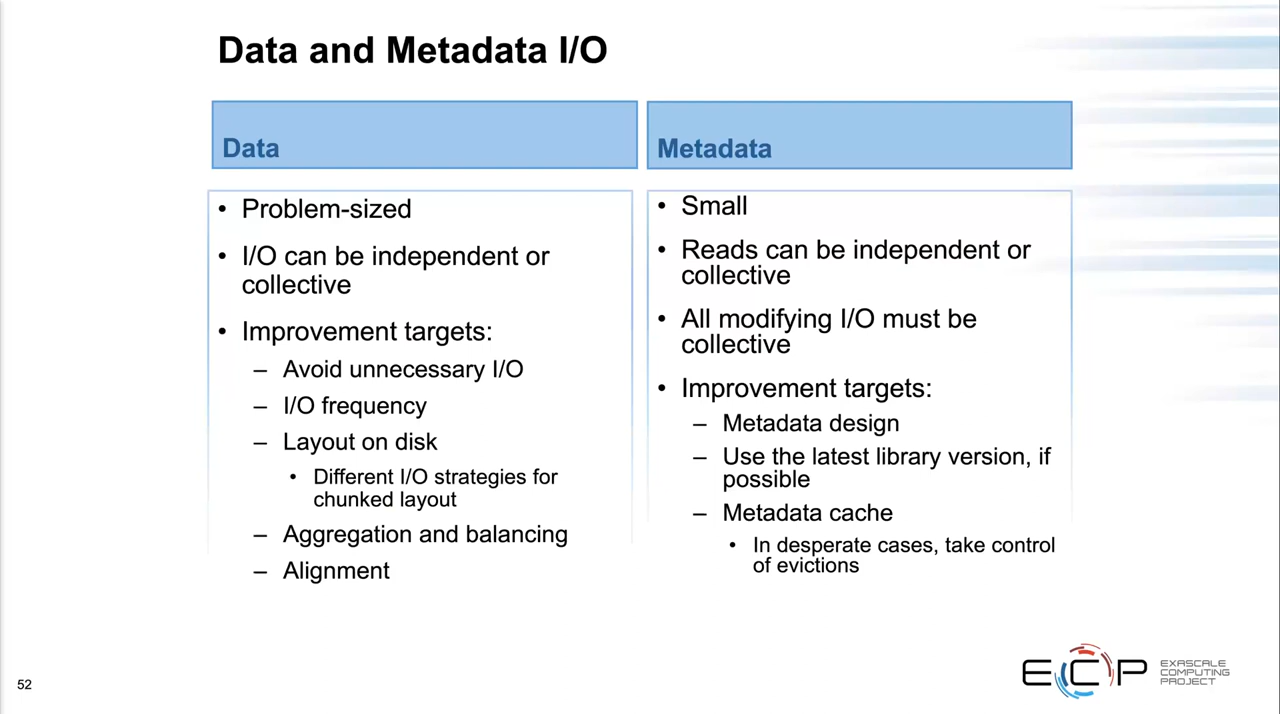 Data and Metadata I/O
Data
• Problem-sized
• I/O can be independent or
collective
• Improvement targets:
– Avoid unnecessary I/O
– I/O frequency
– Layout on disk
• Different I/O strategies for
chunked layout
– Aggregation and balancing
– Alignment
Metadata
• Small
• Reads can be independent or
collective
• All modifying I/O must be
collective
• Improvement targets:
– Metadata design
– Use the latest library version, if
possible
– Metadata cache
• In desperate cases, take control
of evictions
52
ECP
EXASCALE
COMPUTING
PROJECT